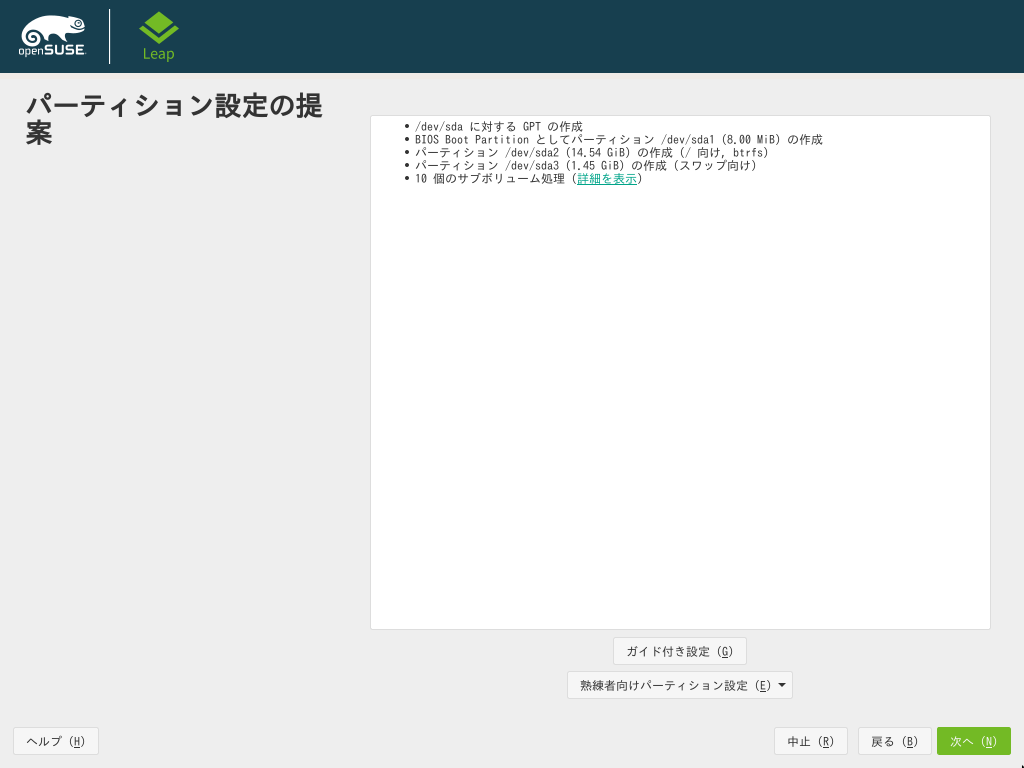 openSUSE
Leap
パーティション設定の提
案
• /dev/sda に対する GPT の作成
• BIOS Boot Partition としてパーティション /dev/sda1 (8.00 MiB) の作成
• パーティション /dev/sda2 (14.54 GiB) の作成 (/ 向け, btrfs)
• パーティション /dev/sda3 (1.45 GiB) の作成 (スワップ向け)
• 10 個のサブボリューム処理 (詳細を表示)
ガイド付き設定 (G)
熟練者向けパーティション設定 (E)
ヘルプ (H)
中止 (R)
戻る (B)
次へ (N)